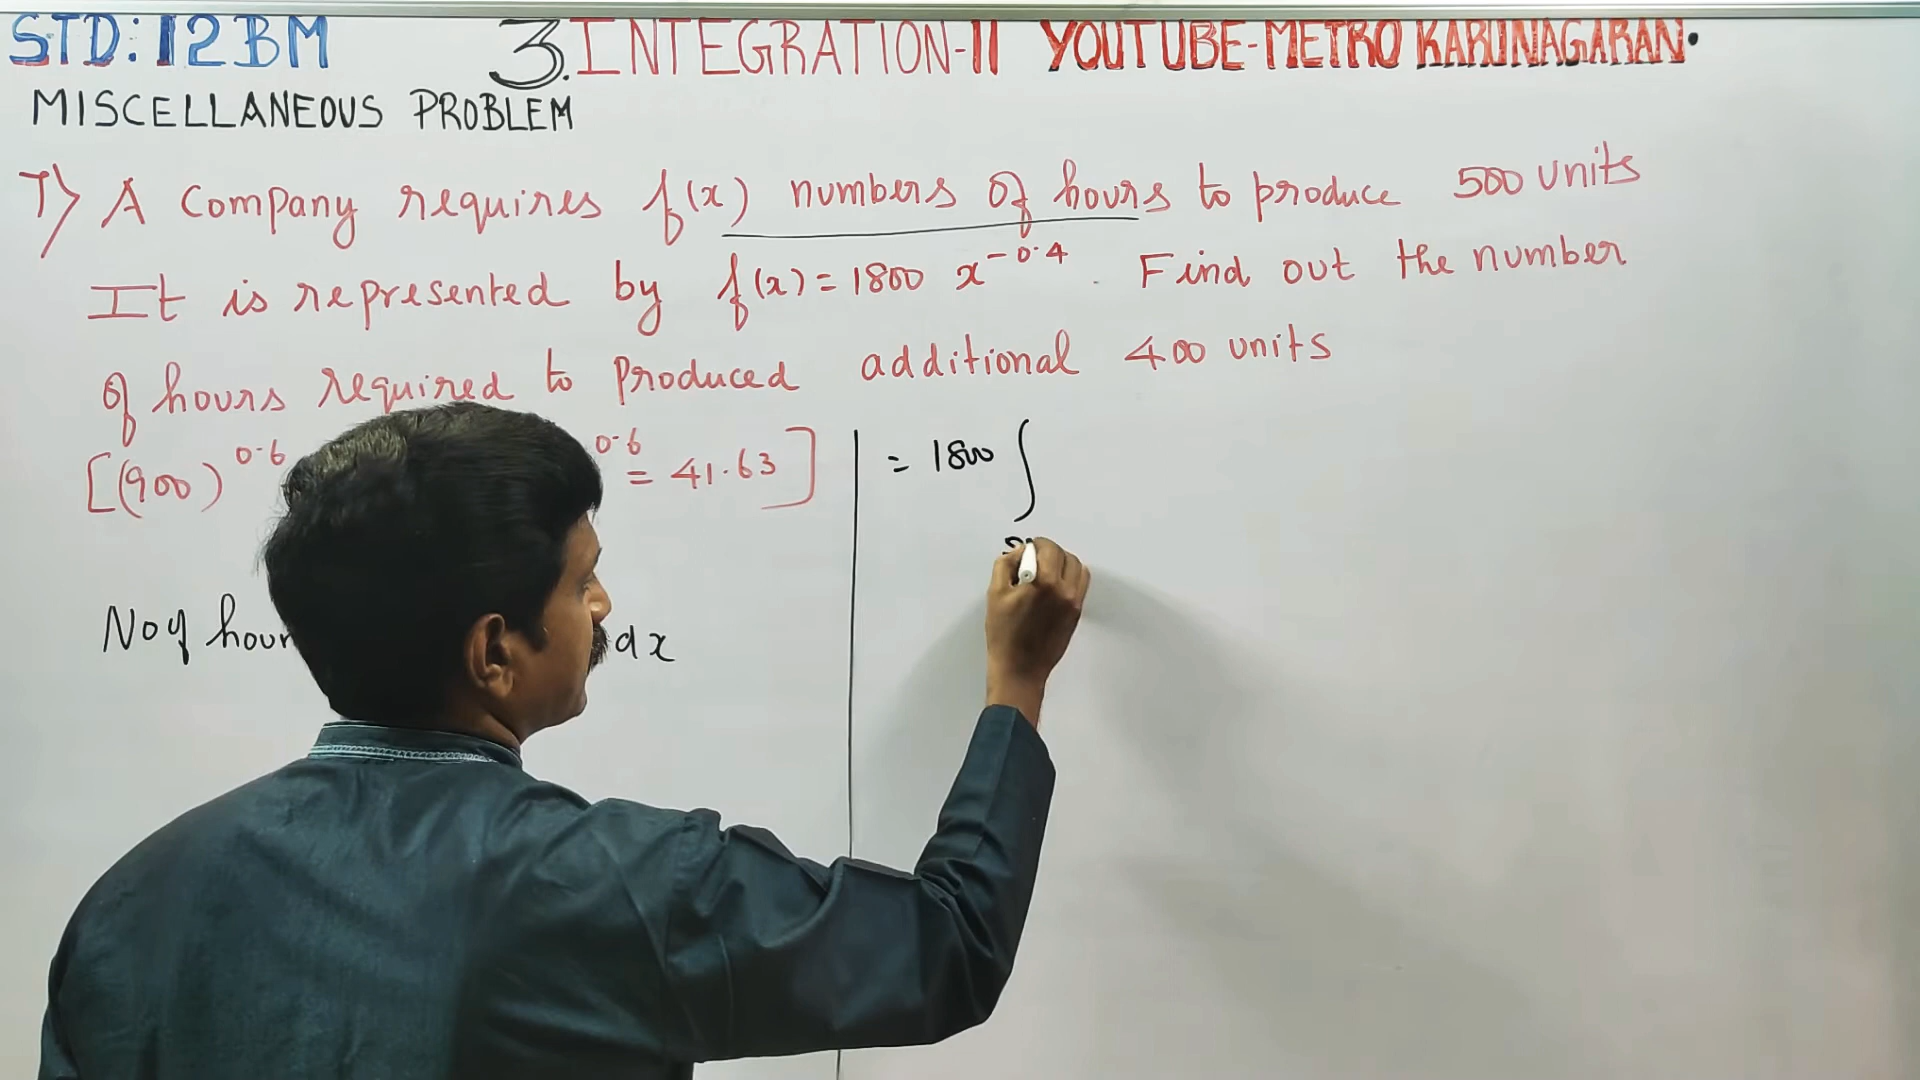 STD: 12BM 3. INTEGRATION-II YOUTUBE-METRO KARUNAGARAN.
MISCELLANEOUS PROBLEM
7) A Company requires f(x) numbers of hours to produce 500 units
It is represented by f(x) = 1800 x^-0.4. Find out the number
of hours required to Produced additional 400 units
[(900)^0.6 0.6 = 41.63]
= 1800 ∫
No of hour dx